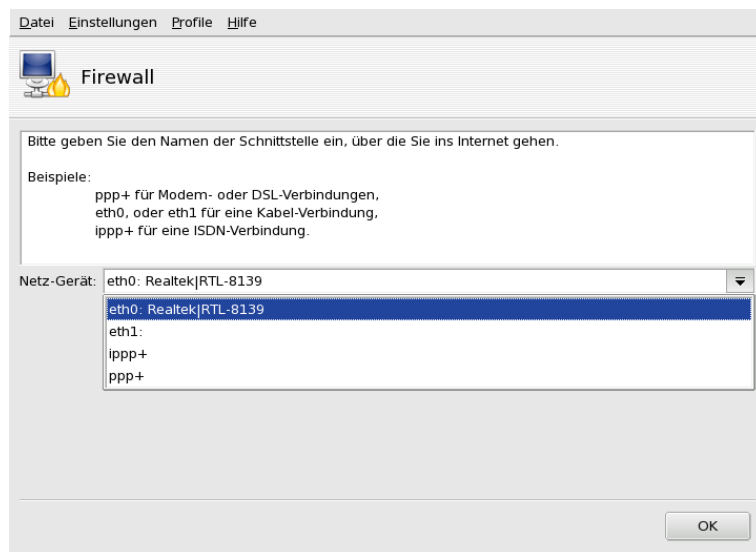 Datei Einstellungen Profile Hilfe
Firewall
Bitte geben Sie den Namen der Schnittstelle ein, über die Sie ins Internet gehen.
Beispiele:
ppp+ für Modem- oder DSL-Verbindungen,
eth0, oder eth1 für eine Kabel-Verbindung,
ippp+ für eine ISDN-Verbindung.
Netz-Gerät: eth0: Realtek|RTL-8139
eth0: Realtek|RTL-8139
eth1:
ippp+
ppp+
OK